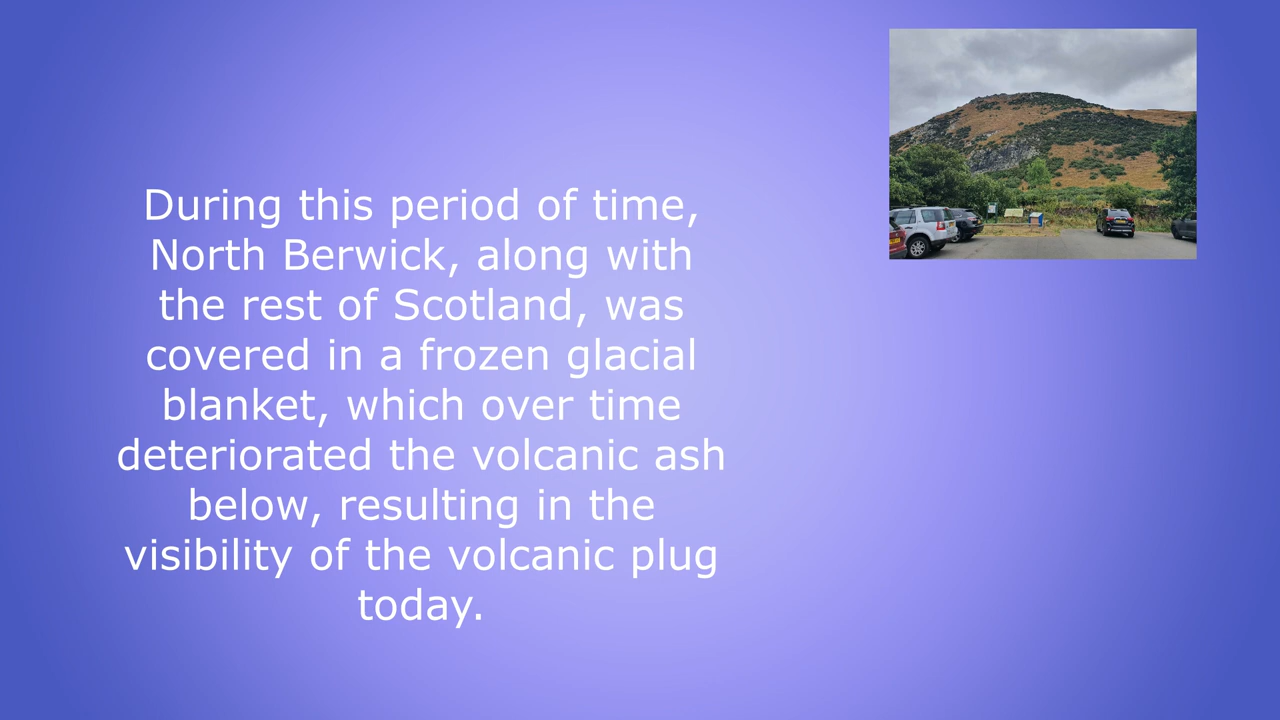 During this period of time,
North Berwick, along with
the rest of Scotland, was
covered in a frozen glacial
blanket, which over time
deteriorated the volcanic ash
below, resulting in the
visibility of the volcanic plug
today.